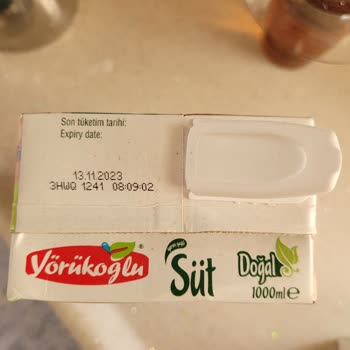 Son tüketim tarihi:
Expiry date:
13.11.2023
3HWQ 1241 08:09:02
Yörükoğlu
Süt
Doğal
1000ml℮